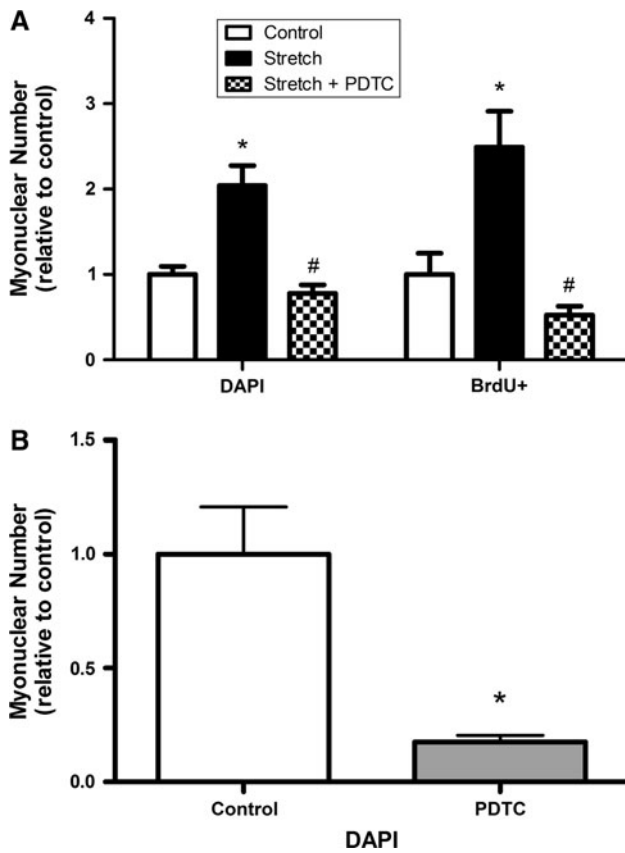 A
Myonuclear Number
(relative to control)
4
3
2
1
0
Control
Stretch
Stretch + PDTC
*
#
*
#
DAPI
BrdU+
B
Myonuclear Number
(relative to control)
1.5
1.0
0.5
0.0
*
Control
PDTC
DAPI